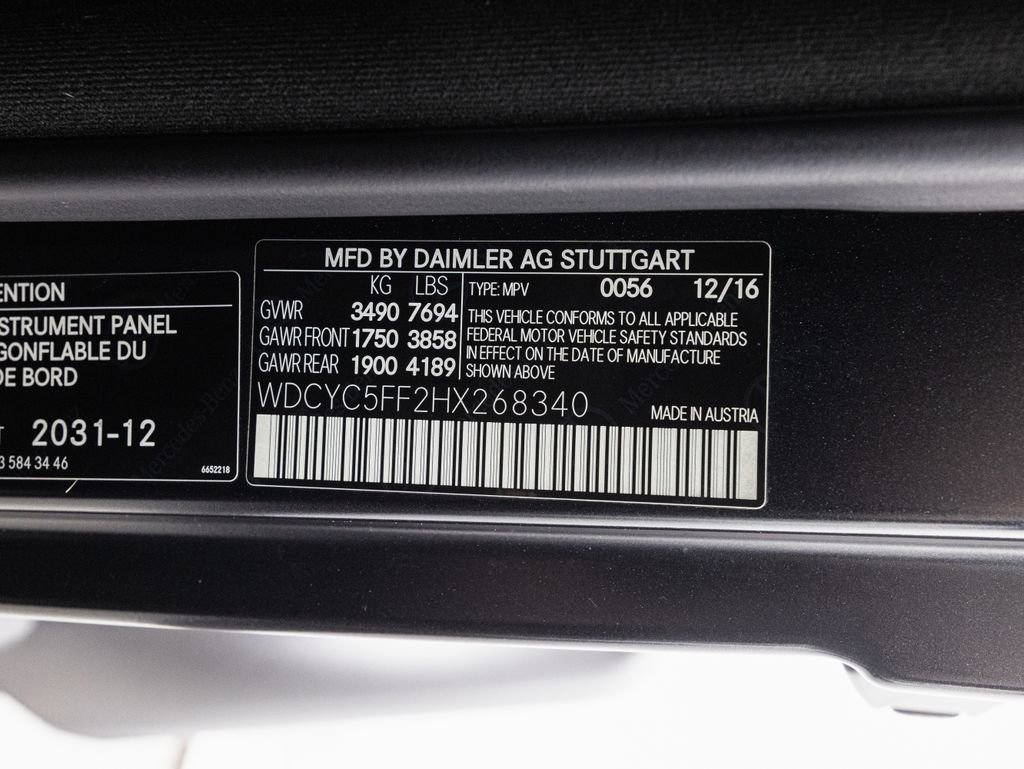 ENTION
STRUMENT PANEL
GONFLABLE DU
DE BORD
T 2031-12
3 584 34 46
6652218
MFD BY DAIMLER AG STUTTGART
KG LBS
GVWR 3490 7694
GAWR FRONT 1750 3858
GAWR REAR 1900 4189
TYPE: MPV 0056 12/16
THIS VEHICLE CONFORMS TO ALL APPLICABLE
FEDERAL MOTOR VEHICLE SAFETY STANDARDS
IN EFFECT ON THE DATE OF MANUFACTURE
SHOWN ABOVE
WDCYC5FF2HX268340
MADE IN AUSTRIA